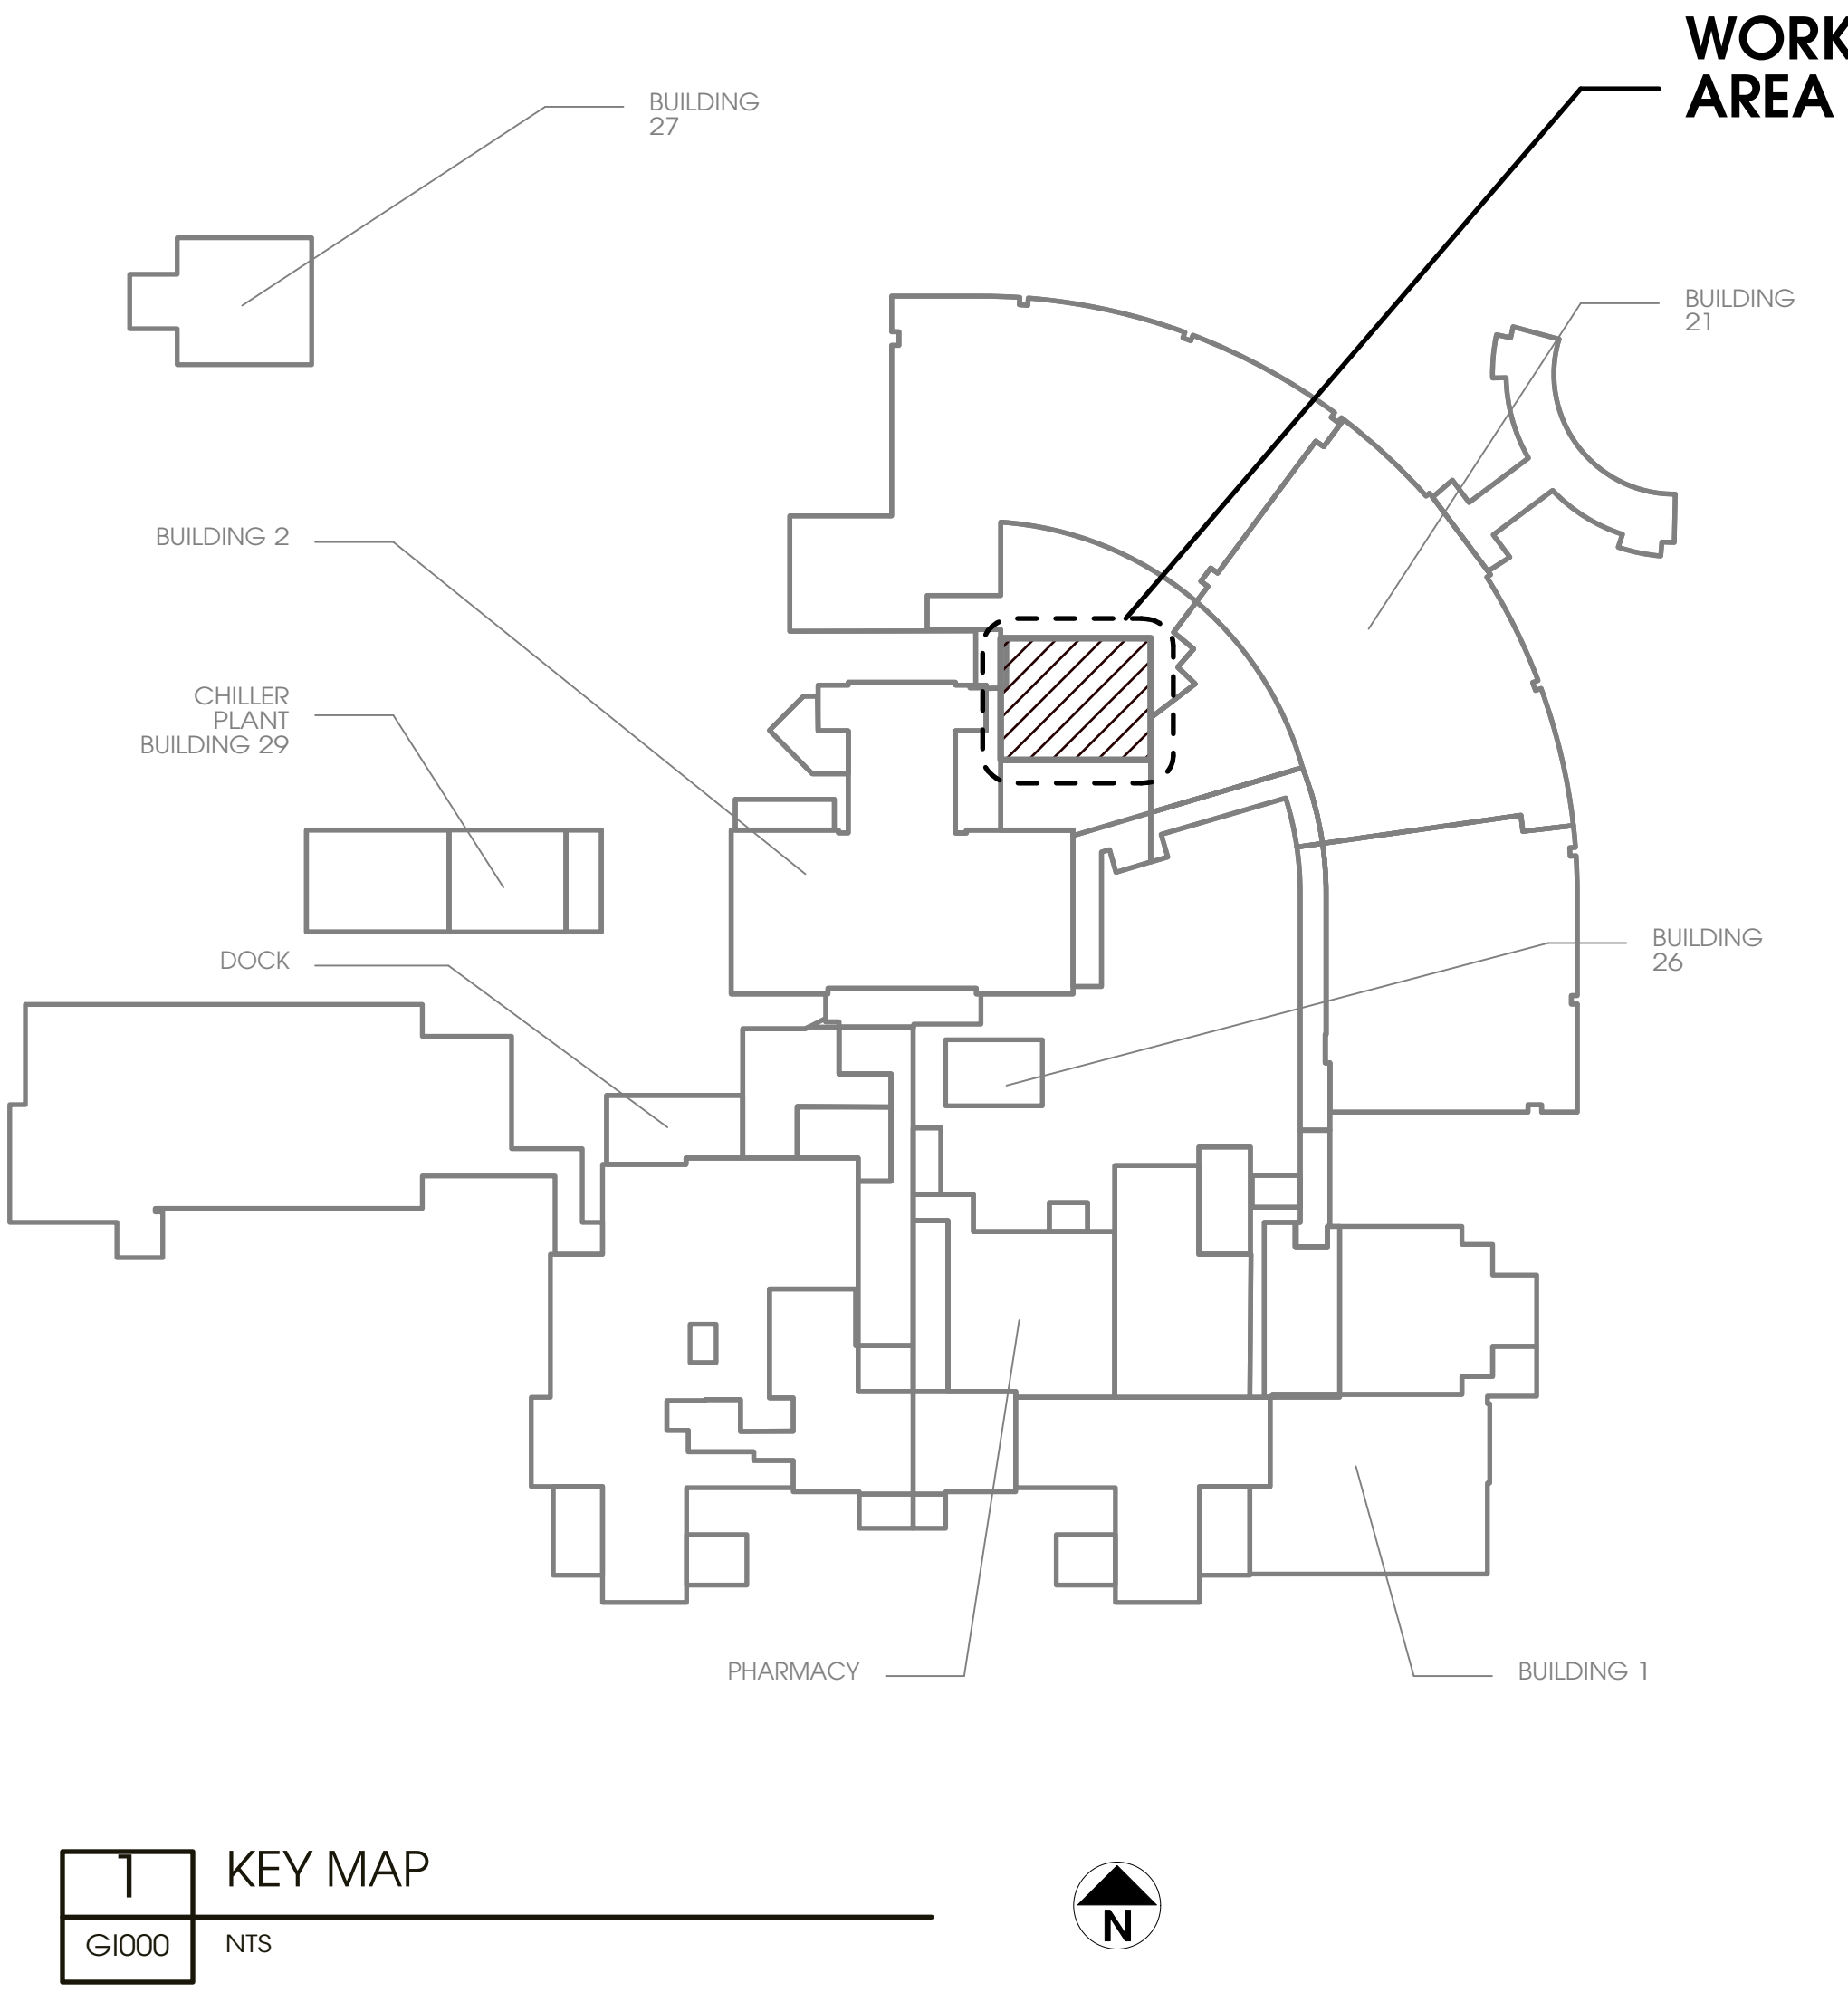 WORK
AREA
BUILDING
27
BUILDING
21
BUILDING 2
CHILLER
PLANT
BUILDING 29
BUILDING
26
DOCK
PHARMACY
BUILDING 1
1
KEY MAP
GI000
NTS
N